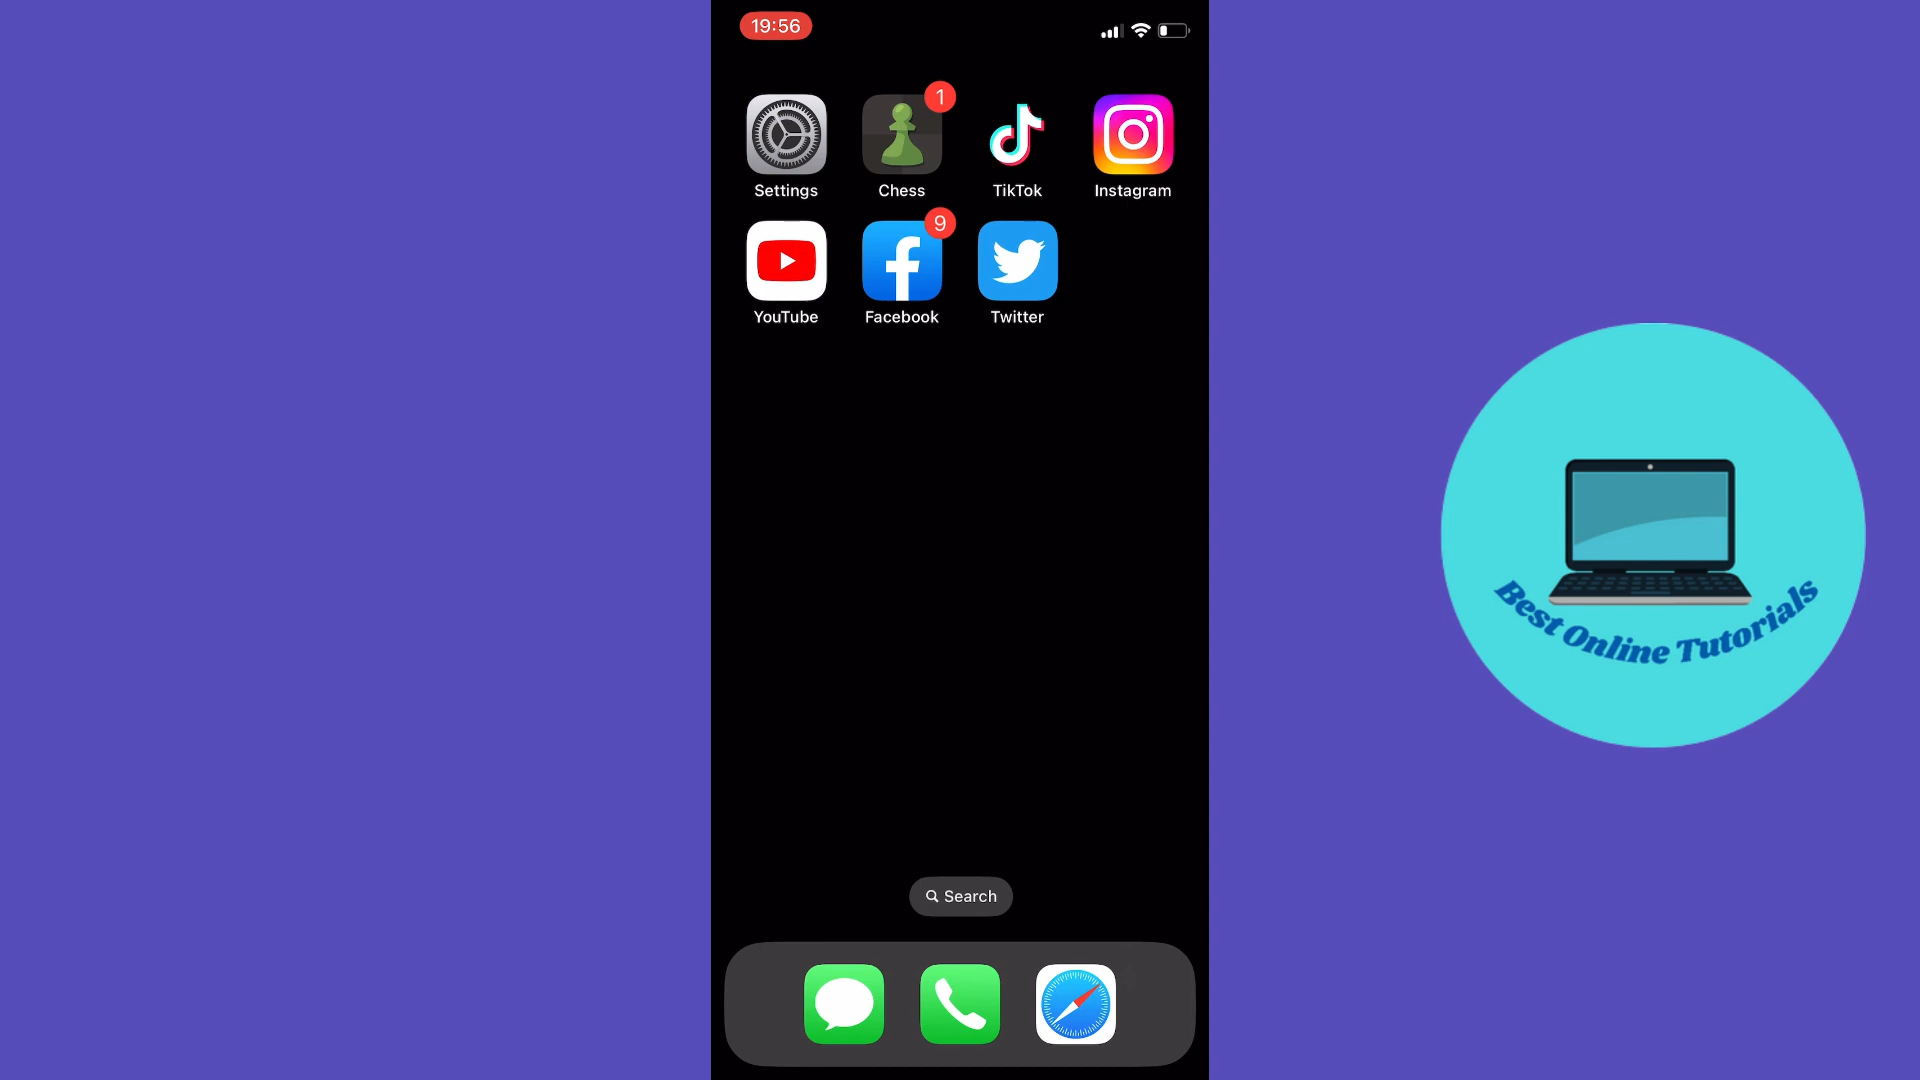 19:56
1
Settings
Chess
TikTok
Instagram
9
YouTube
Facebook
Twitter
Search
Best Online Tutorials